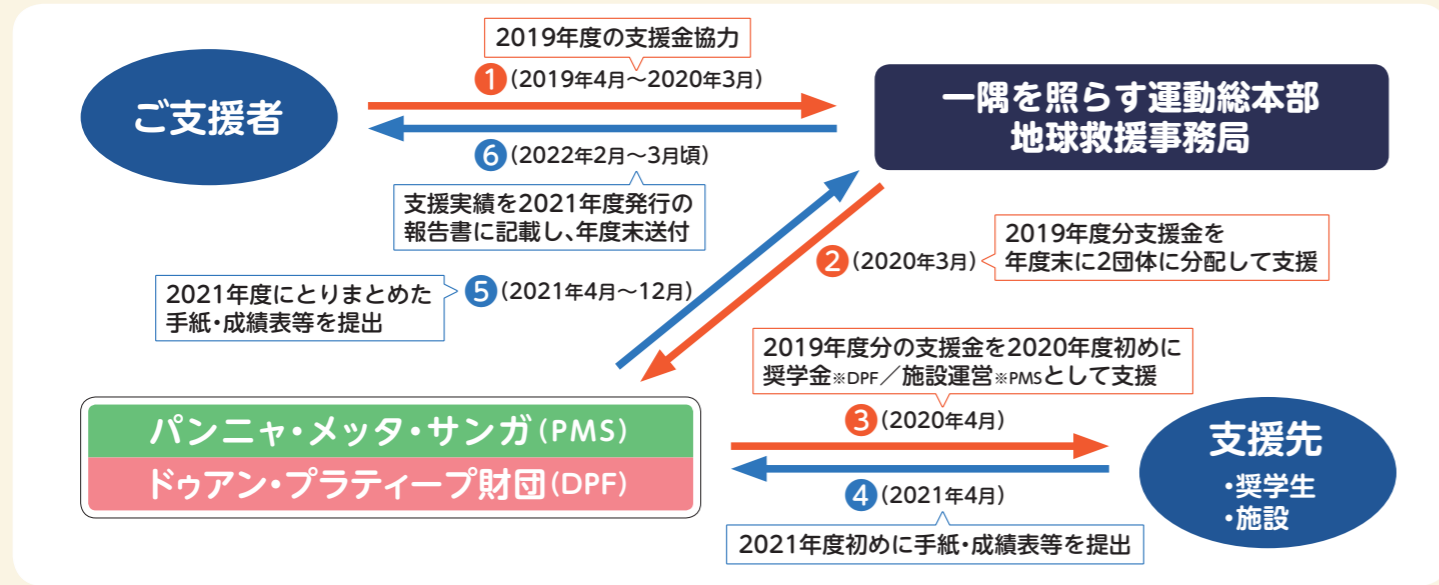 2019年度の支援金協力
❶(2019年4月～2020年3月)
ご支援者
一隅を照らす運動総本部
地球救援事務局
❻(2022年2月～3月頃)
支援実績を2021年度発行の
報告書に記載し、年度末送付
❷(2020年3月)
2019年度分支援金を
年度末に2団体に分配して支援
2021年度にとりまとめた
手紙・成績表等を提出
❺(2021年4月～12月)
2019年度分の支援金を2020年度初めに
奨学金※DPF／施設運営※PMSとして支援
❸(2020年4月)
パンニャ・メッタ・サンガ(PMS)
ドゥアン・プラティープ財団(DPF)
支援先
・奨学生
・施設
❹(2021年4月)
2021年度初めに手紙・成績表等を提出